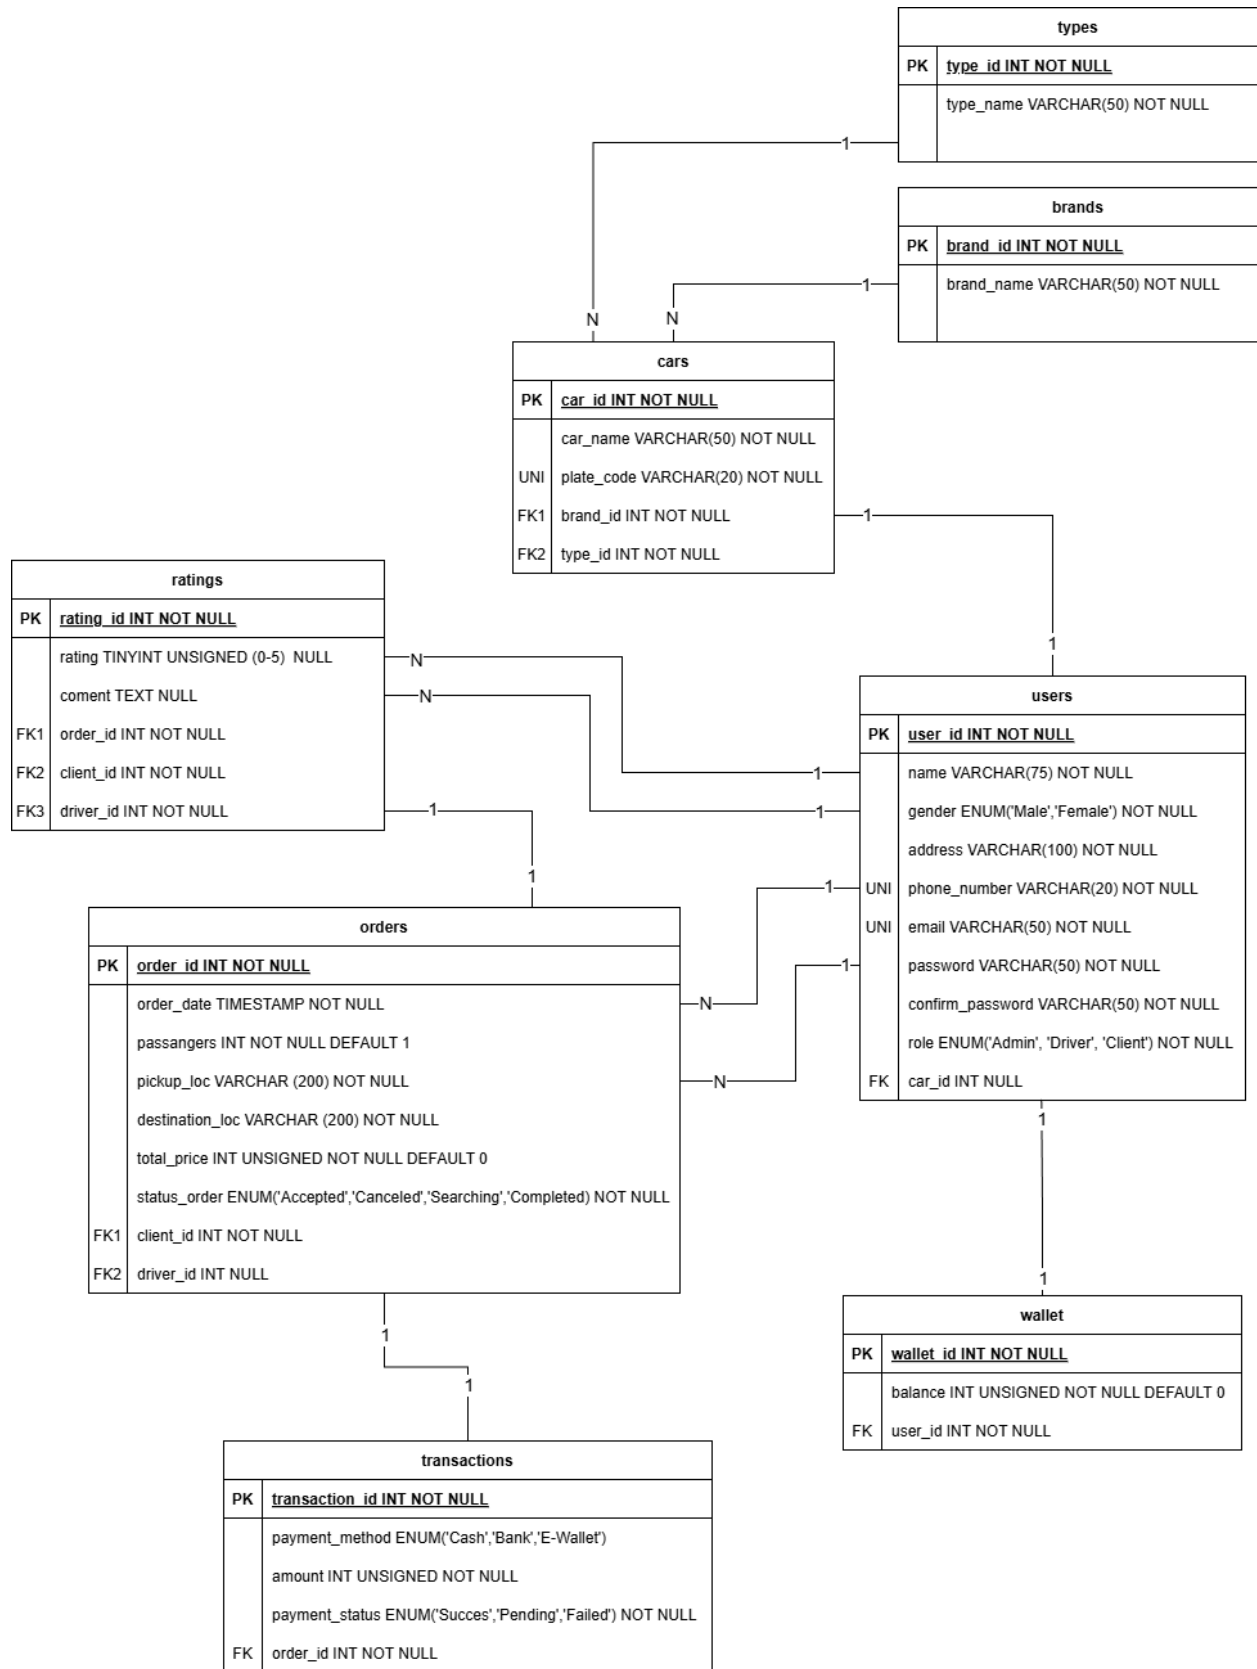 types
PK type_id INT NOT NULL
type_name VARCHAR(50) NOT NULL
1
brands
PK brand_id INT NOT NULL
brand_name VARCHAR(50) NOT NULL
1
N
N
cars
PK car_id INT NOT NULL
car_name VARCHAR(50) NOT NULL
UNI plate_code VARCHAR(20) NOT NULL
FK1 brand_id INT NOT NULL
FK2 type_id INT NOT NULL
1
1
ratings
PK rating_id INT NOT NULL
rating TINYINT UNSIGNED (0-5) NULL
coment TEXT NULL
FK1 order_id INT NOT NULL
FK2 client_id INT NOT NULL
FK3 driver_id INT NOT NULL
N
N
1
1
1
1
users
PK user_id INT NOT NULL
name VARCHAR(75) NOT NULL
gender ENUM('Male','Female') NOT NULL
address VARCHAR(100) NOT NULL
UNI phone_number VARCHAR(20) NOT NULL
UNI email VARCHAR(50) NOT NULL
password VARCHAR(50) NOT NULL
confirm_password VARCHAR(50) NOT NULL
role ENUM('Admin', 'Driver', 'Client') NOT NULL
FK car_id INT NULL
1
1
N
N
orders
PK order_id INT NOT NULL
order_date TIMESTAMP NOT NULL
passangers INT NOT NULL DEFAULT 1
pickup_loc VARCHAR (200) NOT NULL
destination_loc VARCHAR (200) NOT NULL
total_price INT UNSIGNED NOT NULL DEFAULT 0
status_order ENUM('Accepted','Canceled','Searching','Completed) NOT NULL
FK1 client_id INT NOT NULL
FK2 driver_id INT NULL
1
1
wallet
PK wallet_id INT NOT NULL
balance INT UNSIGNED NOT NULL DEFAULT 0
FK user_id INT NOT NULL
1
1
transactions
PK transaction_id INT NOT NULL
payment_method ENUM('Cash','Bank','E-Wallet')
amount INT UNSIGNED NOT NULL
payment_status ENUM('Succes','Pending','Failed') NOT NULL
FK order_id INT NOT NULL